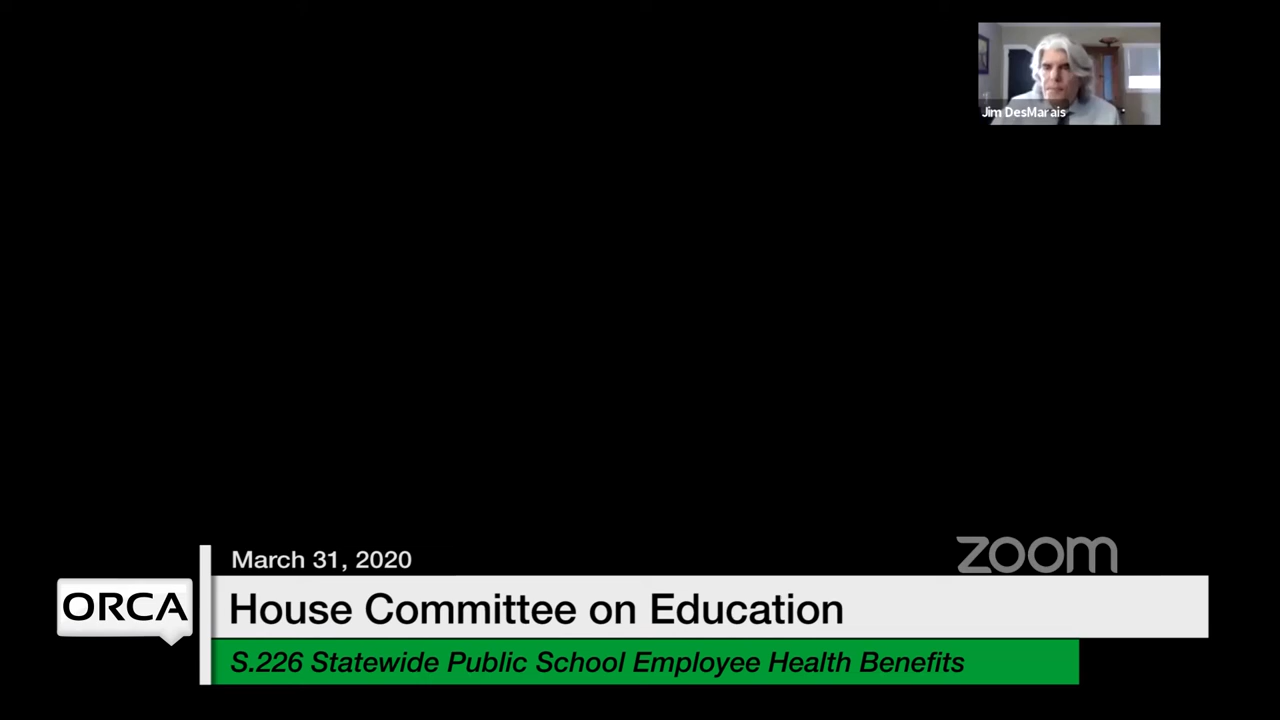 Jim DesMarais
zoom
March 31, 2020
ORCA
House Committee on Education
S.226 Statewide Public School Employee Health Benefits